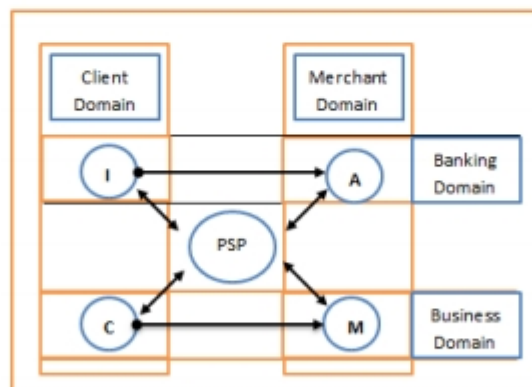 Client
Domain
Merchant
Domain
I
A
Banking
Domain
PSP
C
M
Business
Domain